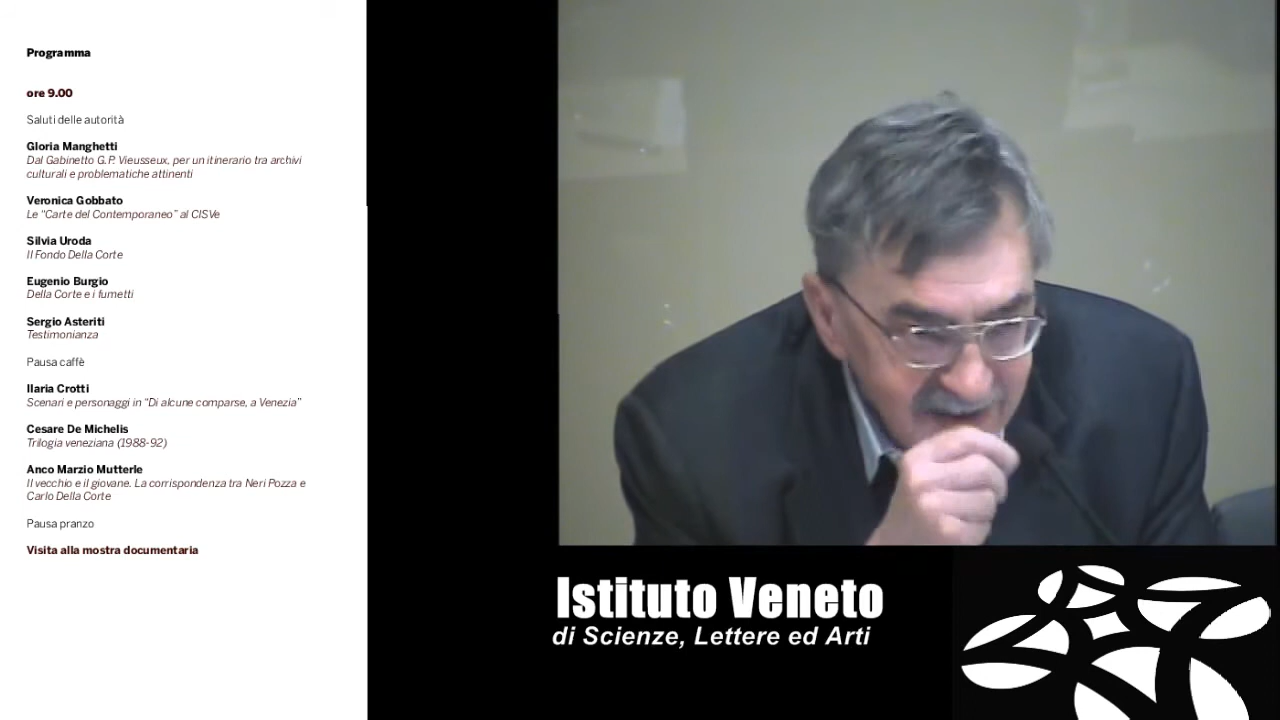 Programma
ore 9.00
Saluti delle autorità
Gloria Manghetti
Dal Gabinetto G.P. Vieusseux, per un itinerario tra archivi
culturali e problematiche attinenti
Veronica Gobbato
Le “Carte del Contemporaneo” al CISVe
Silvia Uroda
Il Fondo Della Corte
Eugenio Burgio
Della Corte e i fumetti
Sergio Asteriti
Testimonianza
Pausa caffè
Ilaria Crotti
Scenari e personaggi in “Di alcune comparse, a Venezia”
Cesare De Michelis
Trilogia veneziana (1988-92)
Anco Marzio Mutterle
Il vecchio e il giovane. La corrispondenza tra Neri Pozza e
Carlo Della Corte
Pausa pranzo
Visita alla mostra documentaria
Istituto Veneto
di Scienze, Lettere ed Arti